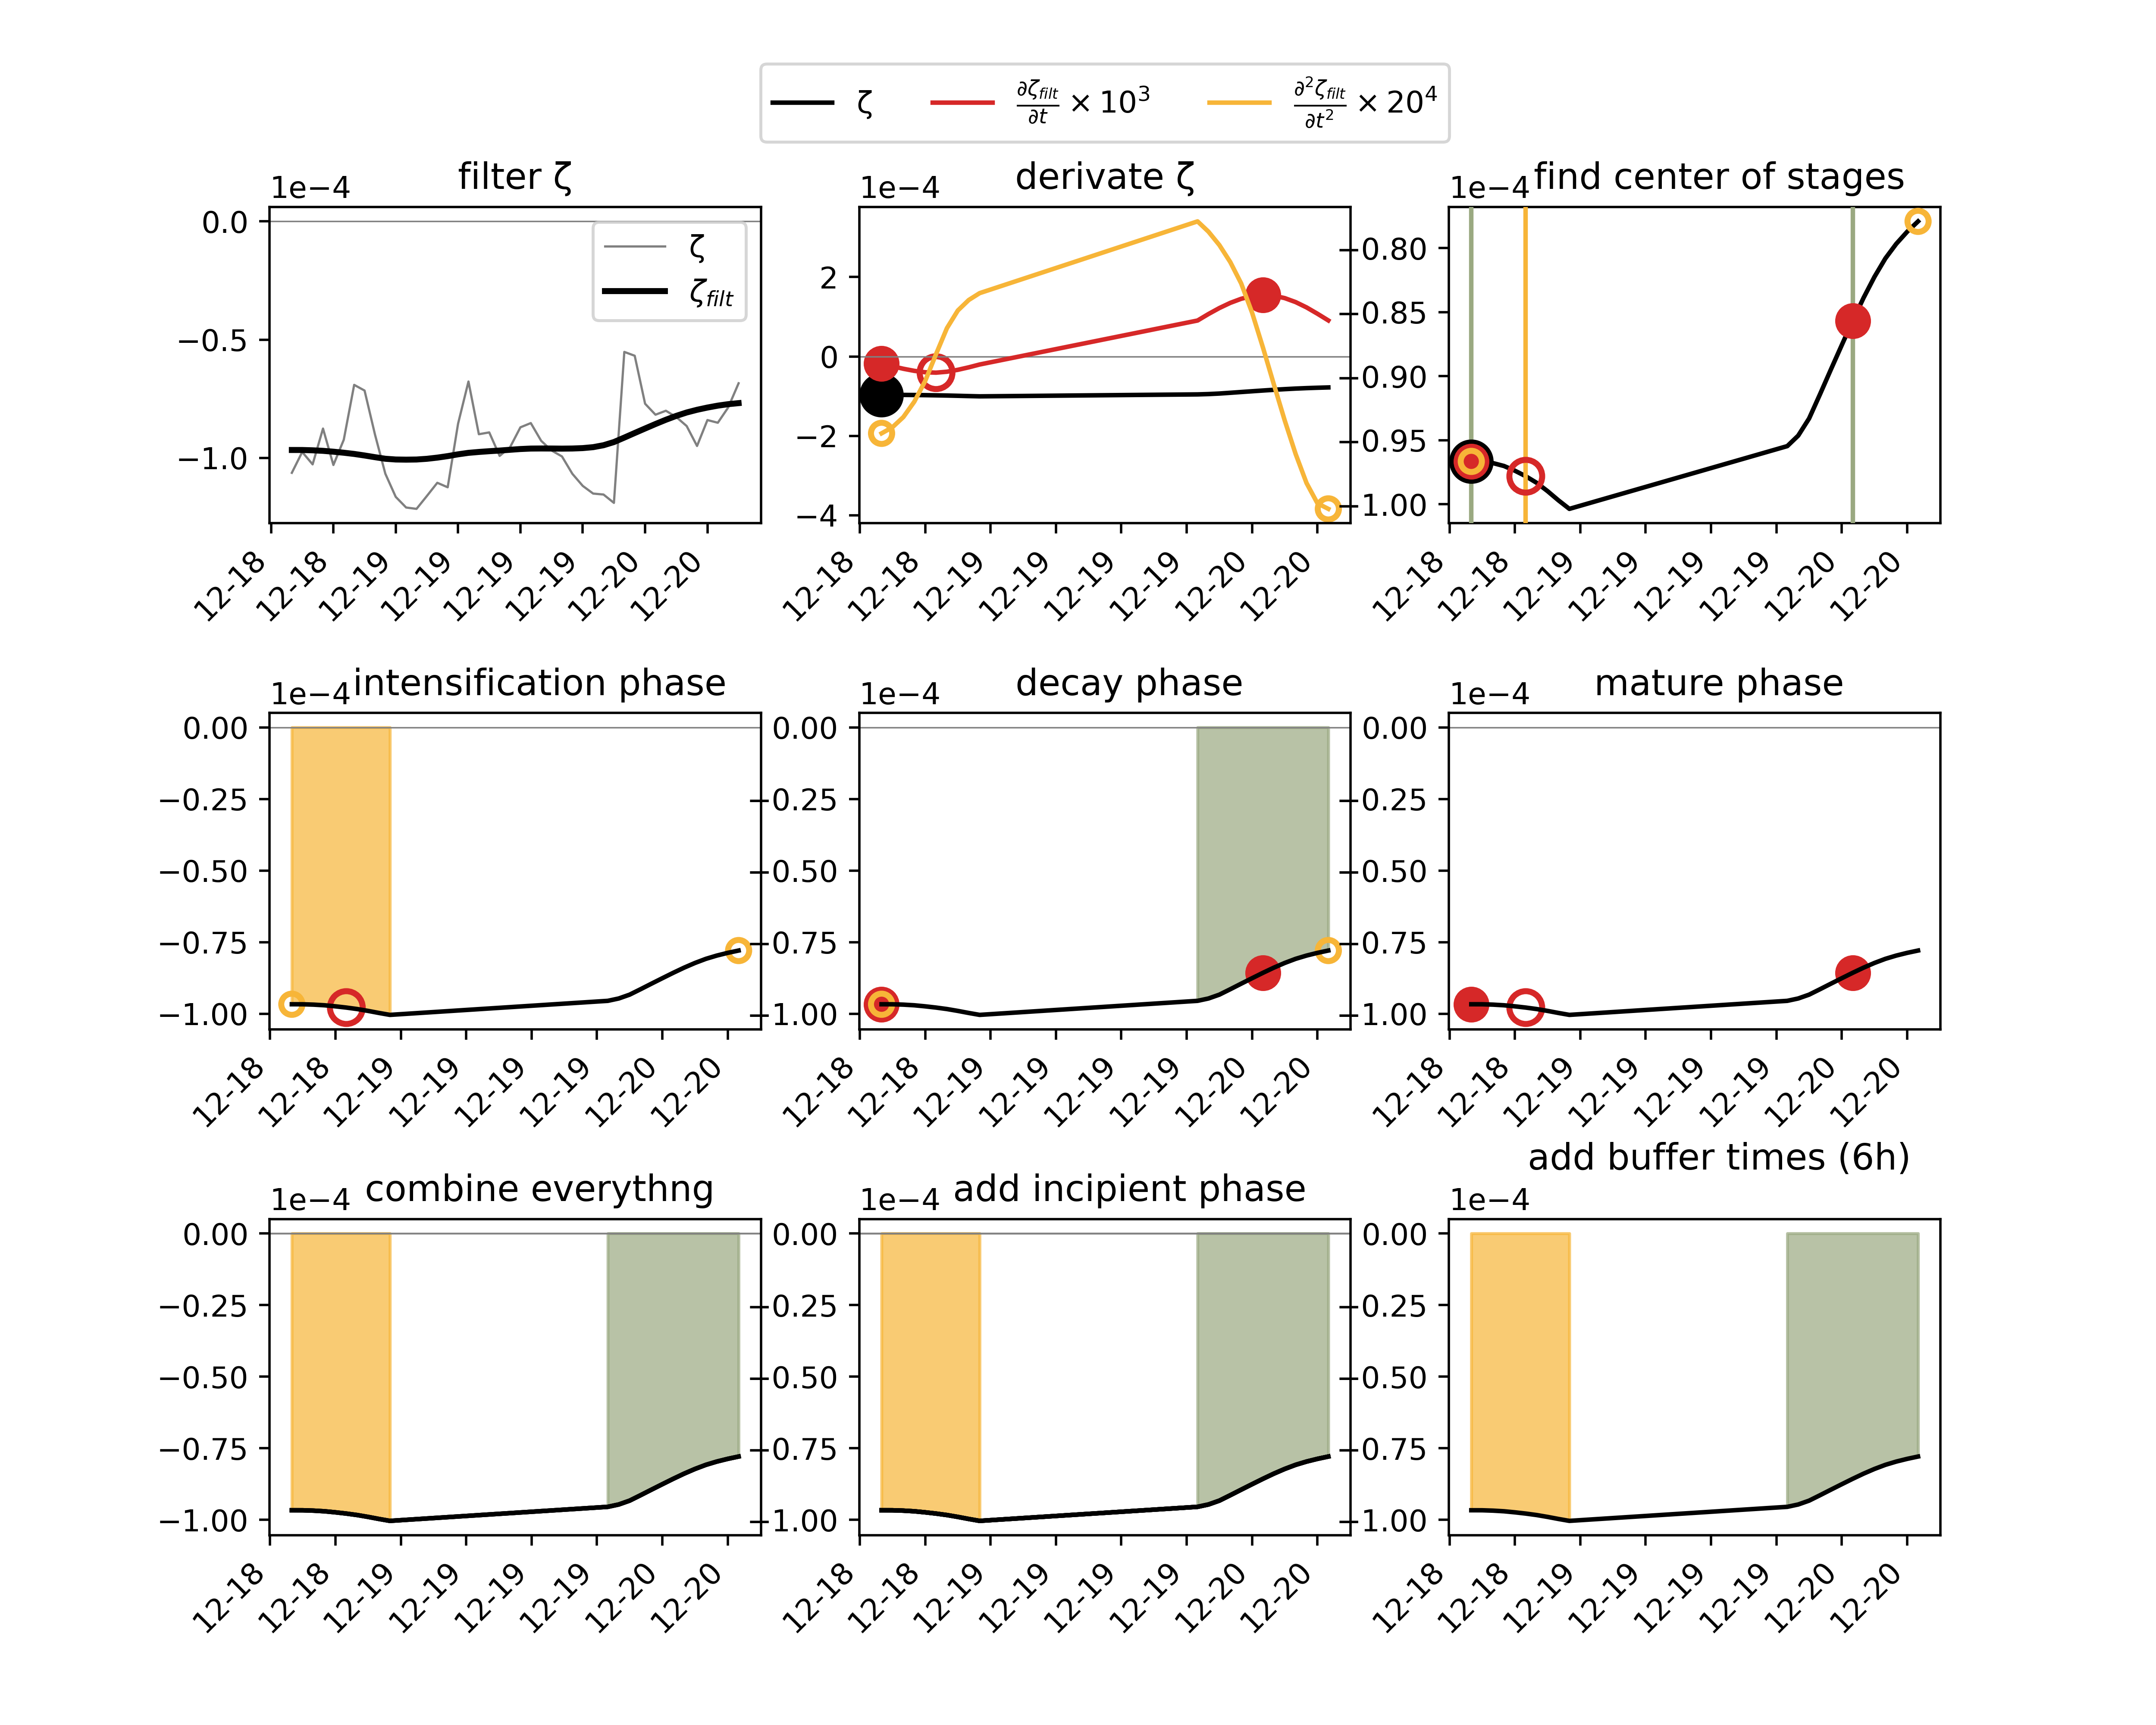 ζ ∂ζfilt/∂t × 10³ ∂²ζfilt/∂t² × 20⁴
filter ζ
1e−4
0.0
−0.5
−1.0
ζ
ζfilt
12-18 12-18 12-19 12-19 12-19 12-19 12-20 12-20
derivate ζ
1e−4
2
0
−2
−4
12-18 12-18 12-19 12-19 12-19 12-19 12-20 12-20
find center of stages
1e−4
−0.80
−0.85
−0.90
−0.95
−1.00
12-18 12-18 12-19 12-19 12-19 12-19 12-20 12-20
intensification phase
1e−4
0.00
−0.25
−0.50
−0.75
−1.00
12-18 12-18 12-19 12-19 12-19 12-19 12-20 12-20
decay phase
1e−4
0.00
−0.25
−0.50
−0.75
−1.00
12-18 12-18 12-19 12-19 12-19 12-19 12-20 12-20
mature phase
1e−4
0.00
−0.25
−0.50
−0.75
−1.00
12-18 12-18 12-19 12-19 12-19 12-19 12-20 12-20
combine everythng
1e−4
0.00
−0.25
−0.50
−0.75
−1.00
12-18 12-18 12-19 12-19 12-19 12-19 12-20 12-20
add incipient phase
1e−4
0.00
−0.25
−0.50
−0.75
−1.00
12-18 12-18 12-19 12-19 12-19 12-19 12-20 12-20
add buffer times (6h)
1e−4
0.00
−0.25
−0.50
−0.75
−1.00
12-18 12-18 12-19 12-19 12-19 12-19 12-20 12-20